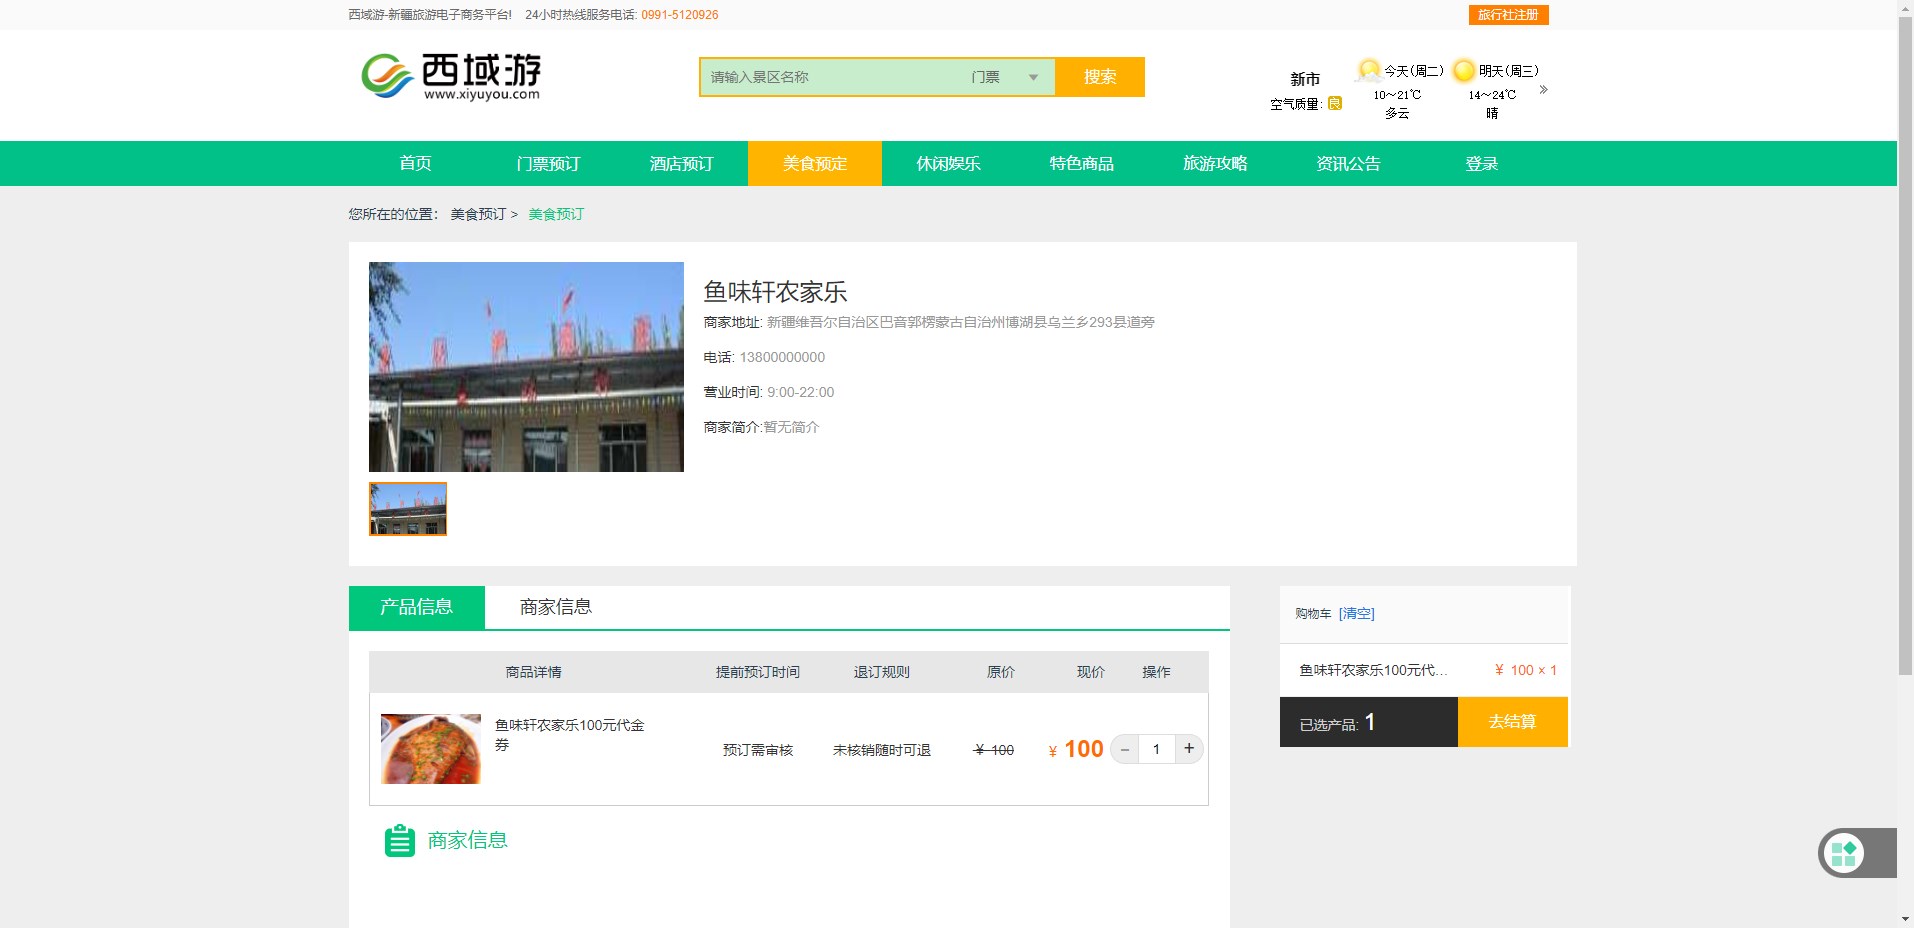 西域游-新疆旅游电子商务平台! 24小时热线服务电话: 0991-5120926
旅行社注册
西域游
www.xiyuyou.com
请输入景区名称 门票 搜索
新市
空气质量: 良
今天(周二)
10～21℃
多云
明天(周三)
14～24℃
晴
首页 门票预订 酒店预订 美食预定 休闲娱乐 特色商品 旅游攻略 资讯公告 登录
您所在的位置： 美食预订 > 美食预订
鱼味轩农家乐
商家地址: 新疆维吾尔自治区巴音郭楞蒙古自治州博湖县乌兰乡293县道旁
电话: 13800000000
营业时间: 9:00-22:00
商家简介:暂无简介
产品信息 商家信息
商品详情 提前预订时间 退订规则 原价 现价 操作
鱼味轩农家乐100元代金
券
预订需审核 未核销随时可退 ¥ 100 ¥ 100 − 1 +
商家信息
购物车 [清空]
鱼味轩农家乐100元代... ¥ 100 × 1
已选产品: 1 去结算